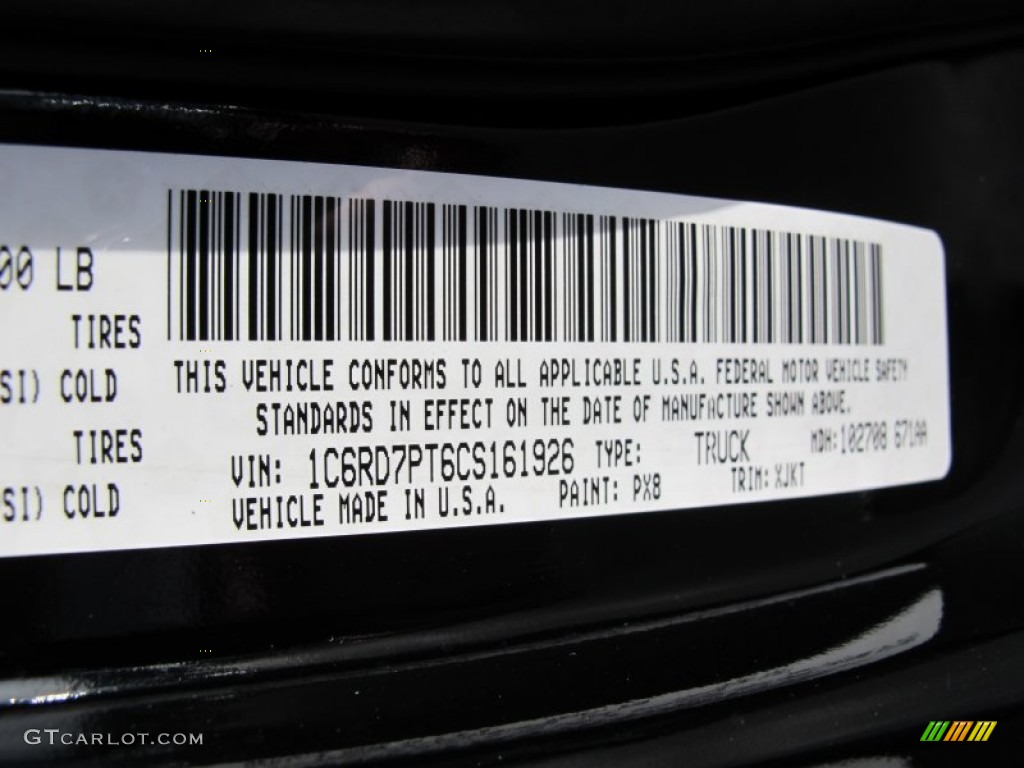 00 LB
TIRES
SI) COLD
TIRES
SI) COLD
THIS VEHICLE CONFORMS TO ALL APPLICABLE U.S.A. FEDERAL MOTOR VEHICLE SAFETY
STANDARDS IN EFFECT ON THE DATE OF MANUFACTURE SHOWN ABOVE.
VIN: 1C6RD7PT6CS161926 TYPE: TRUCK MDH:102708 671AA
VEHICLE MADE IN U.S.A. PAINT: PX8 TRIM: XJKT
GTCARLOT.COM